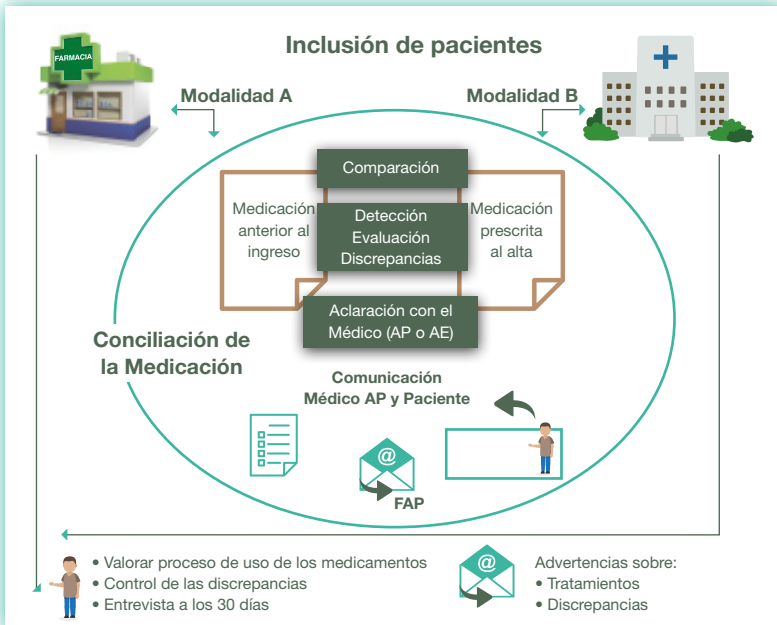 Inclusión de pacientes
FARMACIA
Modalidad A
Modalidad B
Comparación
Medicación
anterior al
ingreso
Detección
Evaluación
Discrepancias
Medicación
prescrita
al alta
Aclaración con el
Médico (AP o AE)
Conciliación de
la Medicación
Comunicación
Médico AP y Paciente
@
FAP
• Valorar proceso de uso de los medicamentos
• Control de las discrepancias
• Entrevista a los 30 días
@
Advertencias sobre:
• Tratamientos
• Discrepancias